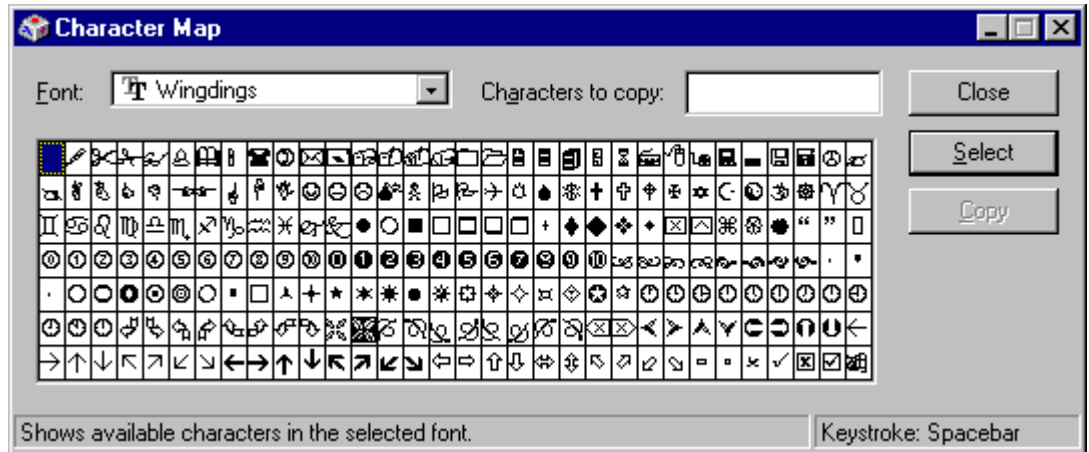 Character Map
Font: Wingdings Characters to copy: Close
Select
Copy
Shows available characters in the selected font. Keystroke: Spacebar